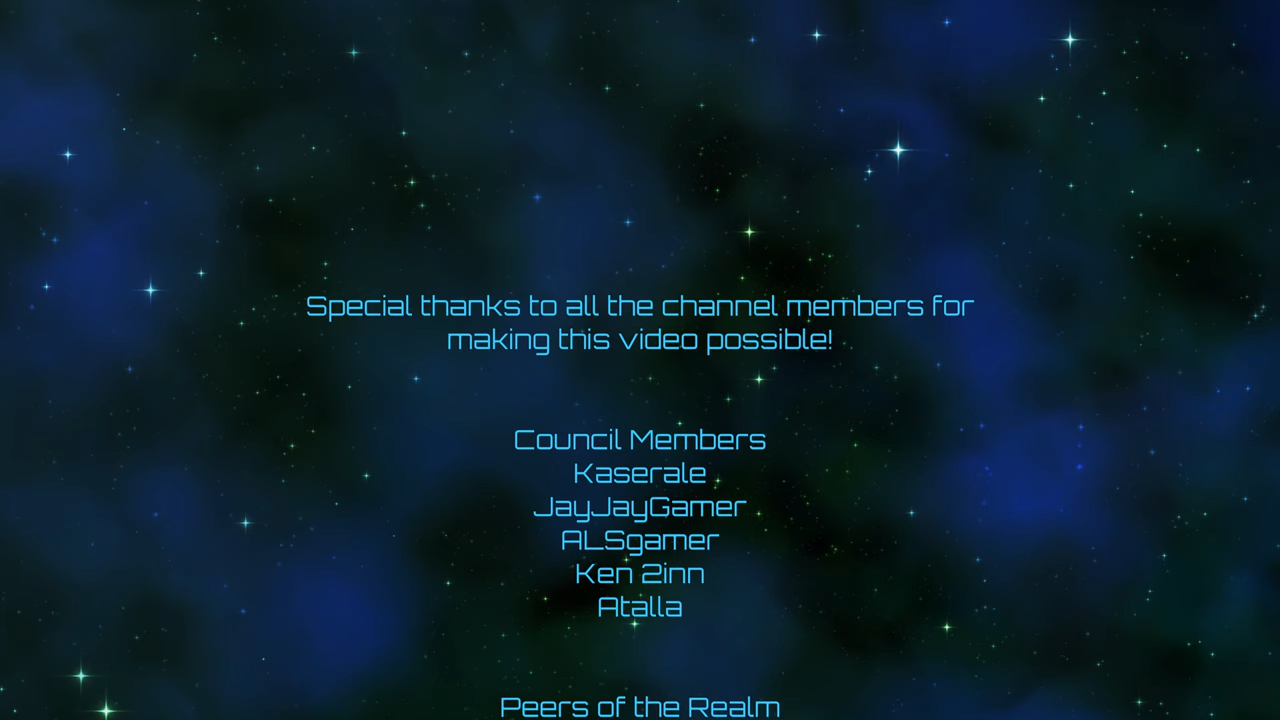 Special thanks to all the channel members for
making this video possible!
Council Members
Kaserale
JayJayGamer
ALSgamer
Ken 2inn
Atalla
Peers of the Realm